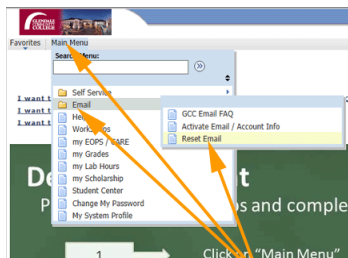 GLENDALE
COLLEGE
Favorites Main Menu
Search Menu:
Self Service
Email
GCC Email FAQ
I want t
I want t
Activate Email / Account Info
I want t
Reset Email
my EOPS / CARE
my Grades
my Lab Hours
my Scholarship
Student Center
Change My Password
My System Profile
De t
P s and comple
1
Click on "Main Menu"